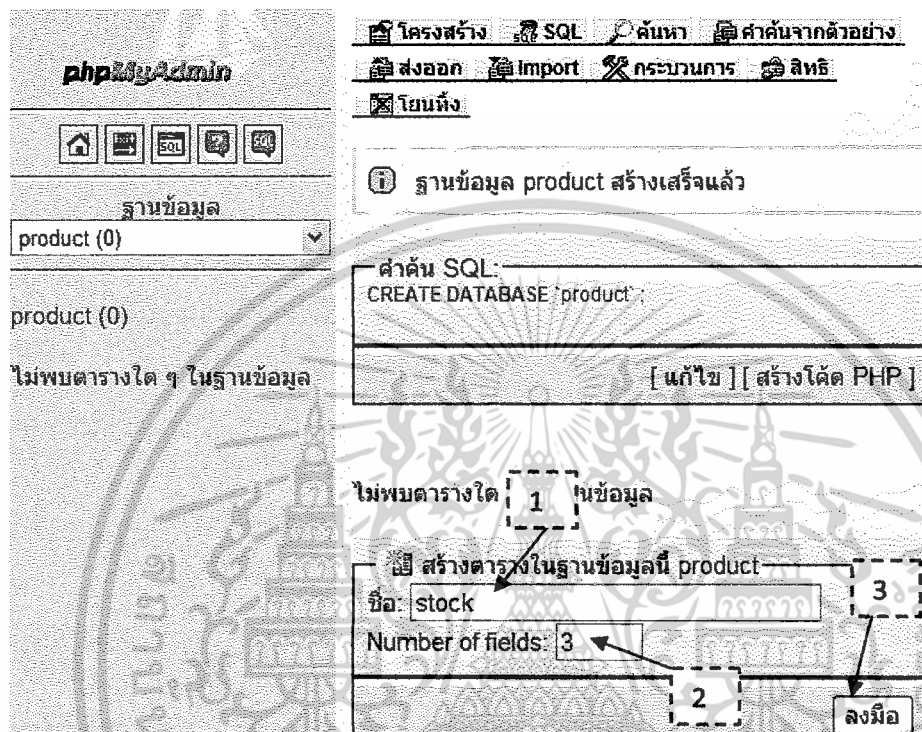 phpMyAdmin
ฐานข้อมูล
product (0)
product (0)
ไม่พบตารางใด ๆ ในฐานข้อมูล
โครงสร้าง SQL ค้นหา คำค้นจากตัวอย่าง
ส่งออก Import กระบวนการ สิทธิ
โยนทิ้ง
ฐานข้อมูล product สร้างเสร็จแล้ว
คำค้น SQL:
CREATE DATABASE `product` ;
[ แก้ไข ] [ สร้างโค้ด PHP ]
ไม่พบตารางใด 1 นข้อมูล
สร้างตารางในฐานข้อมูลนี้ product
3
ชื่อ: stock
Number of fields: 3
2
ลงมือ